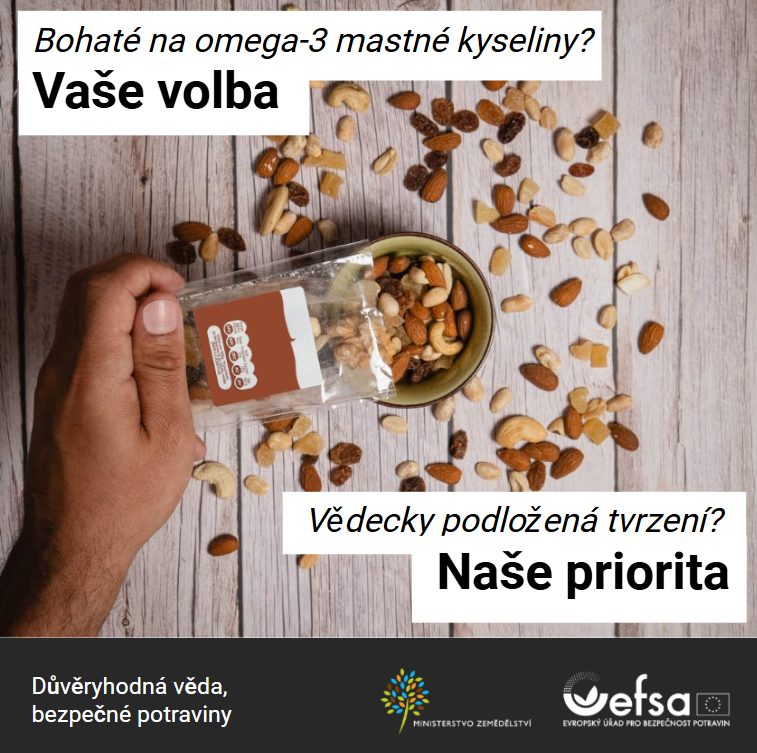 Bohaté na omega-3 mastné kyseliny?
Vaše volba
Vědecky podložená tvrzení?
Naše priorita
Důvěryhodná věda,
bezpečné potraviny
MINISTERSTVO ZEMĚDĚLSTVÍ
efsa
EVROPSKÝ ÚŘAD PRO BEZPEČNOST POTRAVIN